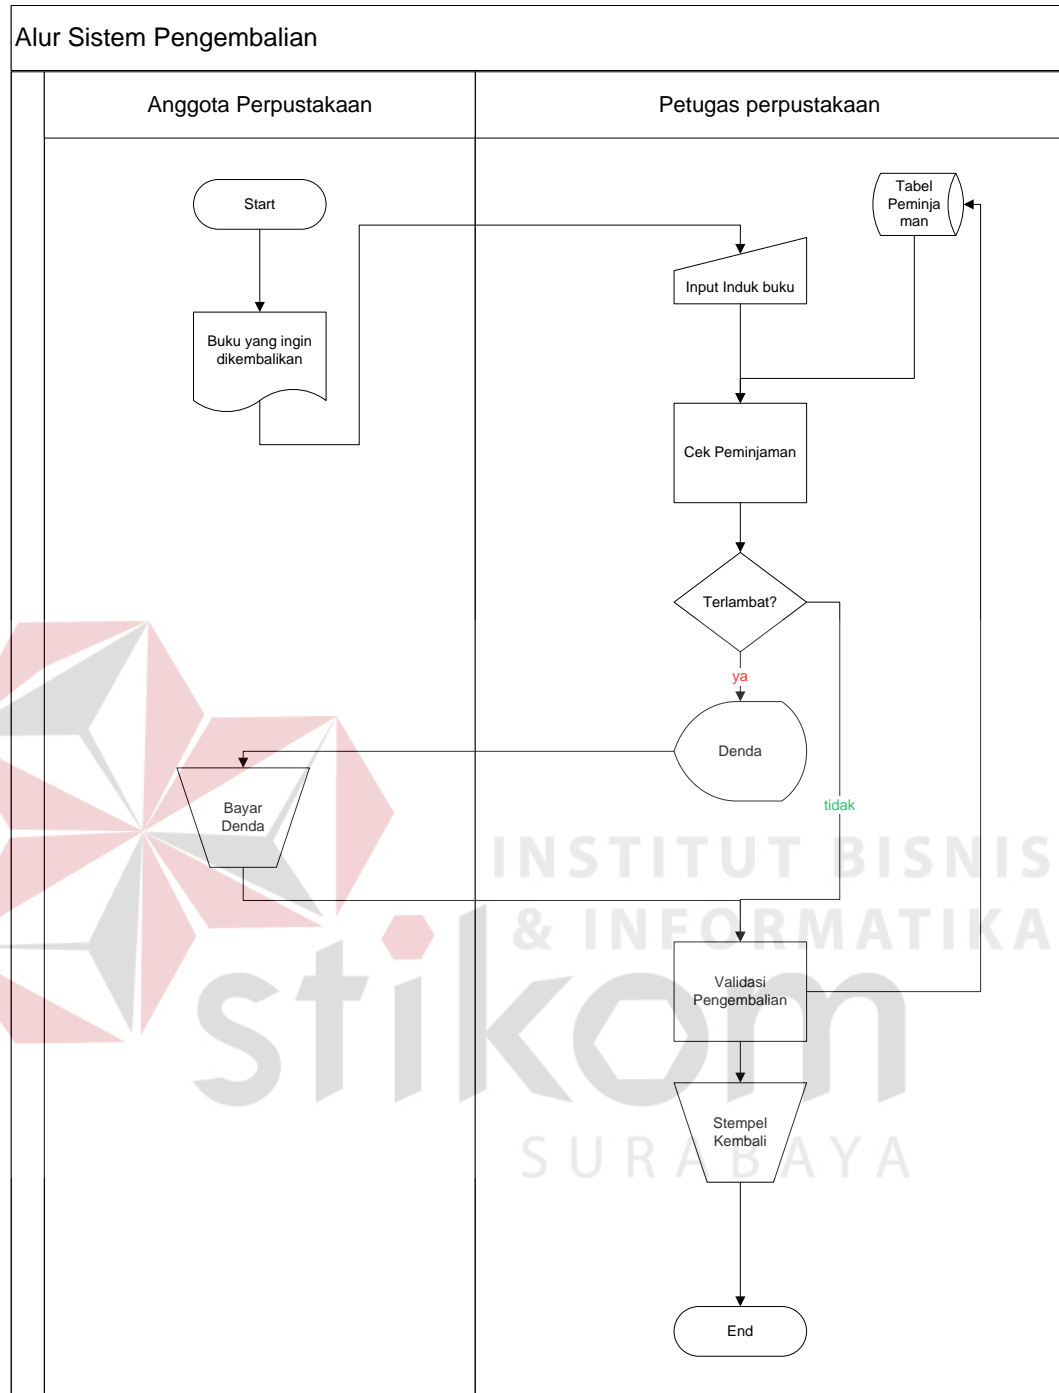 Alur Sistem Pengembalian
Anggota Perpustakaan
Petugas perpustakaan
Start
Tabel
Peminja
man
Input Induk buku
Buku yang ingin
dikembalikan
Cek Peminjaman
Terlambat?
ya
Denda
tidak
Bayar
Denda
INSTITUT BISNIS
& INFORMATIKA
stikom
SURABAYA
Validasi
Pengembalian
Stempel
Kembali
End